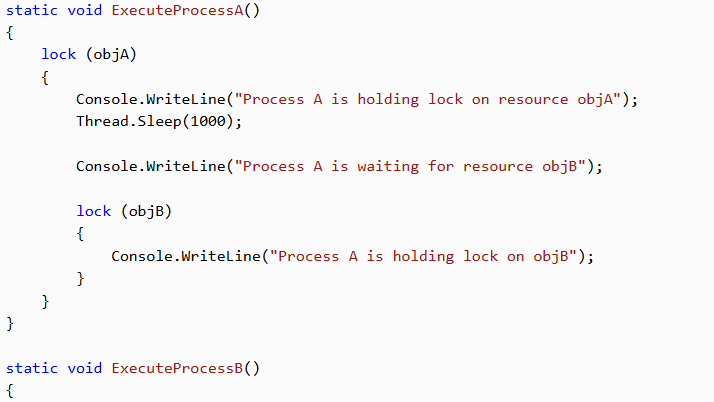 static void ExecuteProcessA()
{
    lock (objA)
    {
        Console.WriteLine("Process A is holding lock on resource objA");
        Thread.Sleep(1000);

        Console.WriteLine("Process A is waiting for resource objB");

        lock (objB)
        {
            Console.WriteLine("Process A is holding lock on objB");
        }
    }
}

static void ExecuteProcessB()
{